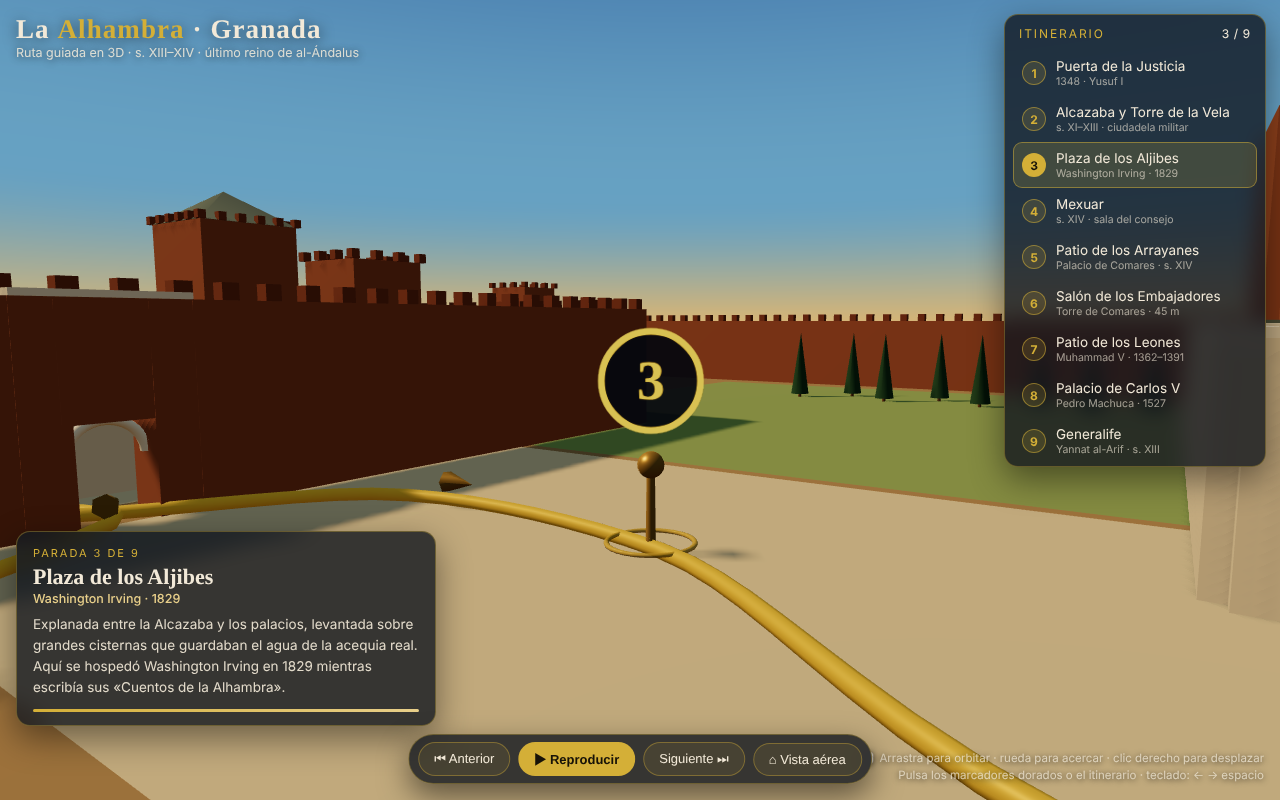 La Alhambra · Granada
Ruta guiada en 3D · s. XIII–XIV · último reino de al-Ándalus
ITINERARIO 3 / 9
1 Puerta de la Justicia
1348 · Yusuf I
2 Alcazaba y Torre de la Vela
s. XI–XIII · ciudadela militar
3 Plaza de los Aljibes
Washington Irving · 1829
4 Mexuar
s. XIV · sala del consejo
5 Patio de los Arrayanes
Palacio de Comares · s. XIV
6 Salón de los Embajadores
Torre de Comares · 45 m
7 Patio de los Leones
Muhammad V · 1362–1391
8 Palacio de Carlos V
Pedro Machuca · 1527
9 Generalife
Yannat al-Arif · s. XIII
3
PARADA 3 DE 9
Plaza de los Aljibes
Washington Irving · 1829
Explanada entre la Alcazaba y los palacios, levantada sobre
grandes cisternas que guardaban el agua de la acequia real.
Aquí se hospedó Washington Irving en 1829 mientras
escribía sus «Cuentos de la Alhambra».
⏮ Anterior
▶ Reproducir
Siguiente ⏭
⌂ Vista aérea
Arrastra para orbitar · rueda para acercar · clic derecho para desplazar
Pulsa los marcadores dorados o el itinerario · teclado: ← → espacio